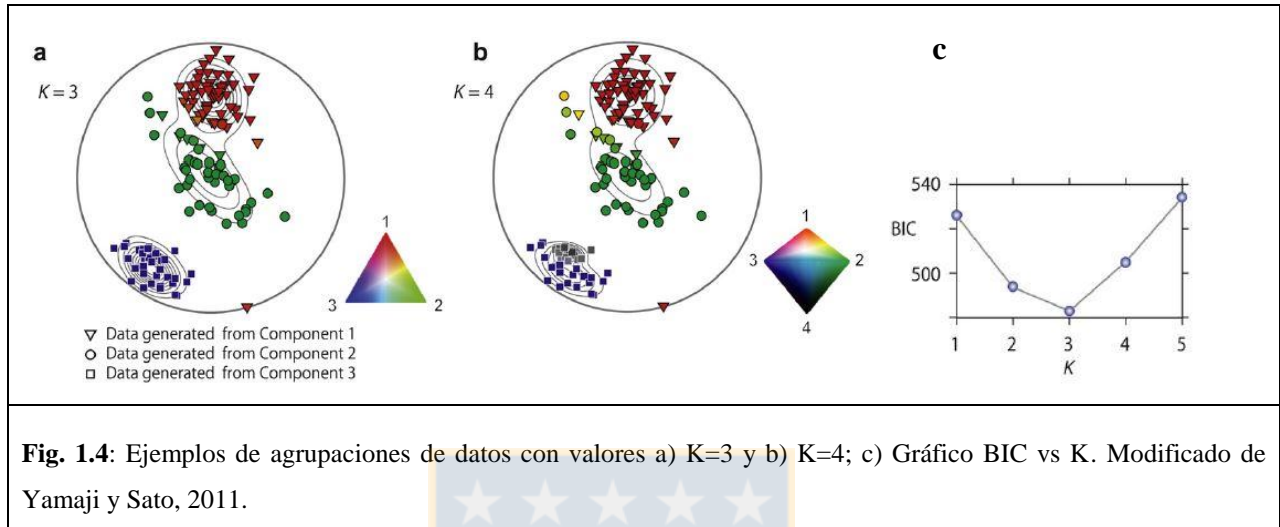 a
b
c
K = 3
K = 4
1
3
2
1
3
2
4
▽ Data generated from Component 1
○ Data generated from Component 2
□ Data generated from Component 3
540
BIC
500
1 2 3 4 5
K
Fig. 1.4: Ejemplos de agrupaciones de datos con valores a) K=3 y b) K=4; c) Gráfico BIC vs K. Modificado de
Yamaji y Sato, 2011.